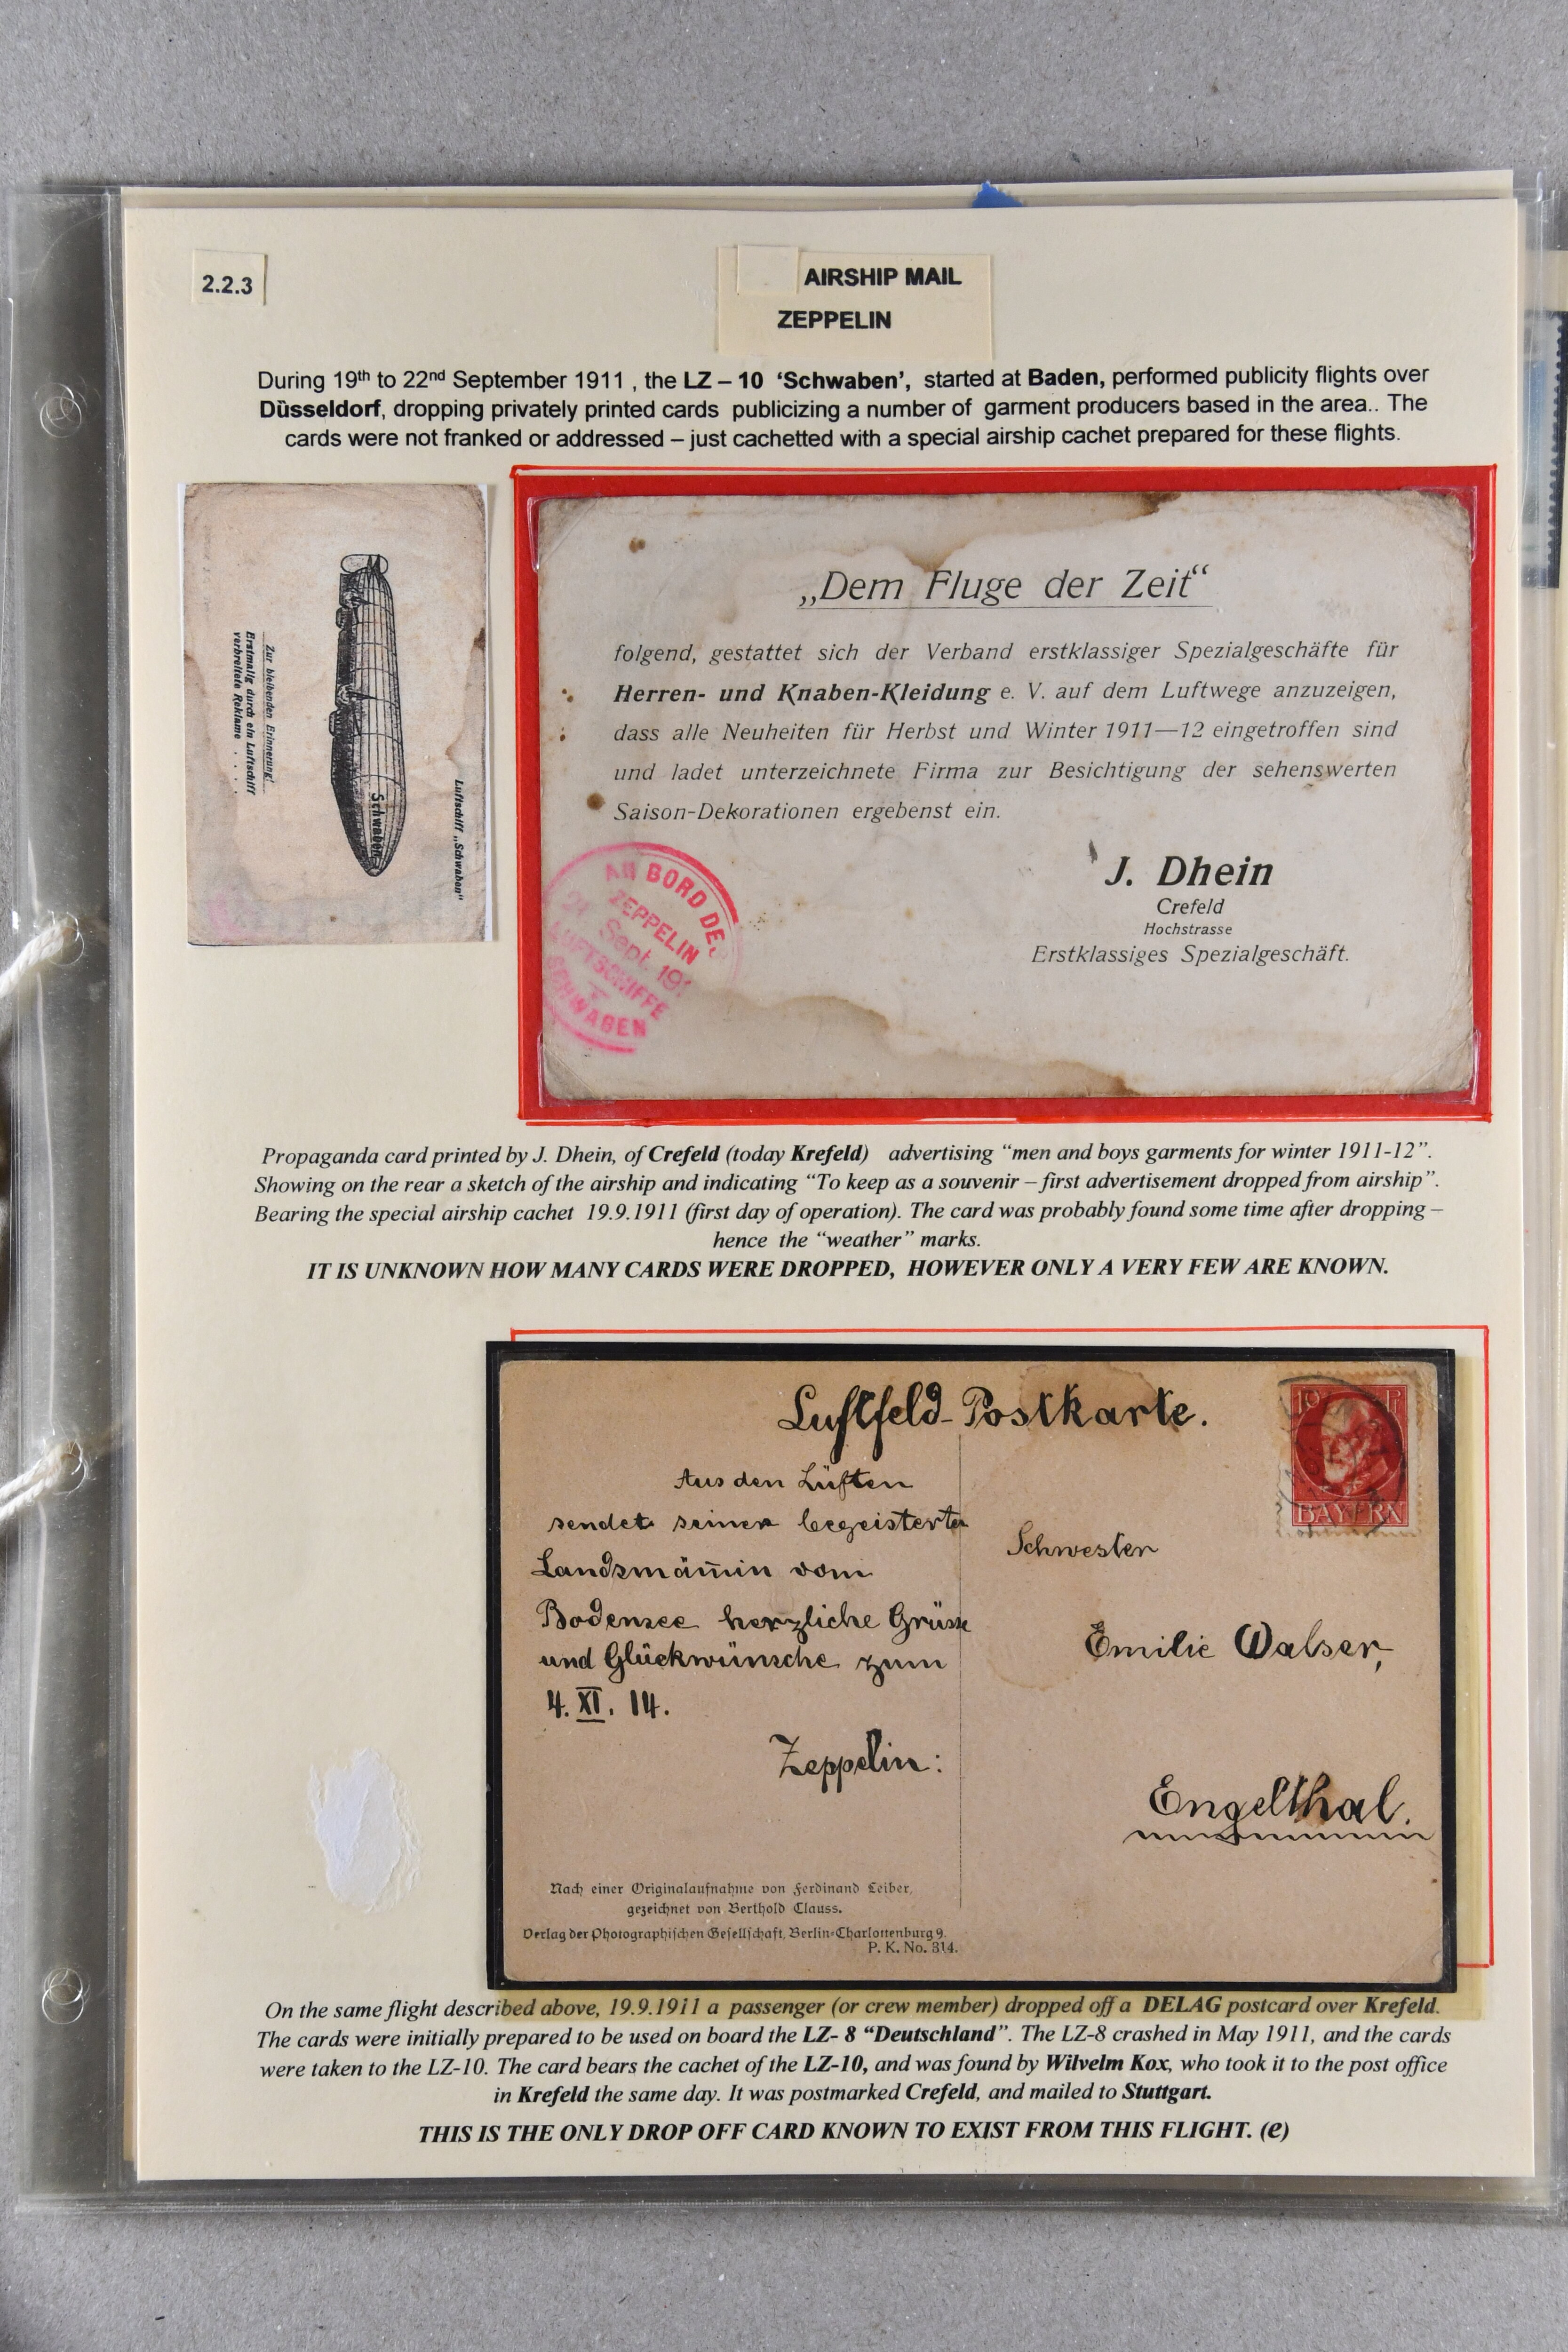 2.2.3
AIRSHIP MAIL
ZEPPELIN
During 19th to 22nd September 1911 , the LZ – 10 ‘Schwaben’, started at Baden, performed publicity flights over
Düsseldorf, dropping privately printed cards publicizing a number of garment producers based in the area.. The
cards were not franked or addressed – just cachetted with a special airship cachet prepared for these flights.
Luftschiff „Schwaben“
Schwaben
Zur bleibenden Erinnerung!
Erstmalig durch ein Luftschiff
verbreitete Reklame . . . .
„Dem Fluge der Zeit“
folgend, gestattet sich der Verband erstklassiger Spezialgeschäfte für
Herren- und Knaben-Kleidung e. V. auf dem Luftwege anzuzeigen,
dass alle Neuheiten für Herbst und Winter 1911—12 eingetroffen sind
und ladet unterzeichnete Firma zur Besichtigung der sehenswerten
Saison-Dekorationen ergebenst ein.
J. Dhein
Crefeld
Hochstrasse
Erstklassiges Spezialgeschäft.
AN BORD DES
ZEPPELIN
Sept. 191
LUFTSCHIFFE
SCHWABEN
Propaganda card printed by J. Dhein, of Crefeld (today Krefeld) advertising “men and boys garments for winter 1911-12”.
Showing on the rear a sketch of the airship and indicating “To keep as a souvenir – first advertisement dropped from airship”.
Bearing the special airship cachet 19.9.1911 (first day of operation). The card was probably found some time after dropping –
hence the “weather” marks.
IT IS UNKNOWN HOW MANY CARDS WERE DROPPED, HOWEVER ONLY A VERY FEW ARE KNOWN.
Luftfeld-Postkarte.
Aus den Lüften
sendet seiner begeisterten
Landsmännin vom
Bodensee herzliche Grüsse
und Glückwünsche zum
4. XI. 14.
Zeppelin:
10 Pf
BAYERN
Schwester
Emilie Walser,
Engelthal.
Nach einer Originalaufnahme von Ferdinand Leiber,
gezeichnet von Berthold Clauss.
Verlag der Photographischen Gesellschaft, Berlin-Charlottenburg 9.
P. K. No. 314.
On the same flight described above, 19.9.1911 a passenger (or crew member) dropped off a DELAG postcard over Krefeld.
The cards were initially prepared to be used on board the LZ- 8 “Deutschland”. The LZ-8 crashed in May 1911, and the cards
were taken to the LZ-10. The card bears the cachet of the LZ-10, and was found by Wilvelm Kox, who took it to the post office
in Krefeld the same day. It was postmarked Crefeld, and mailed to Stuttgart.
THIS IS THE ONLY DROP OFF CARD KNOWN TO EXIST FROM THIS FLIGHT. (e)